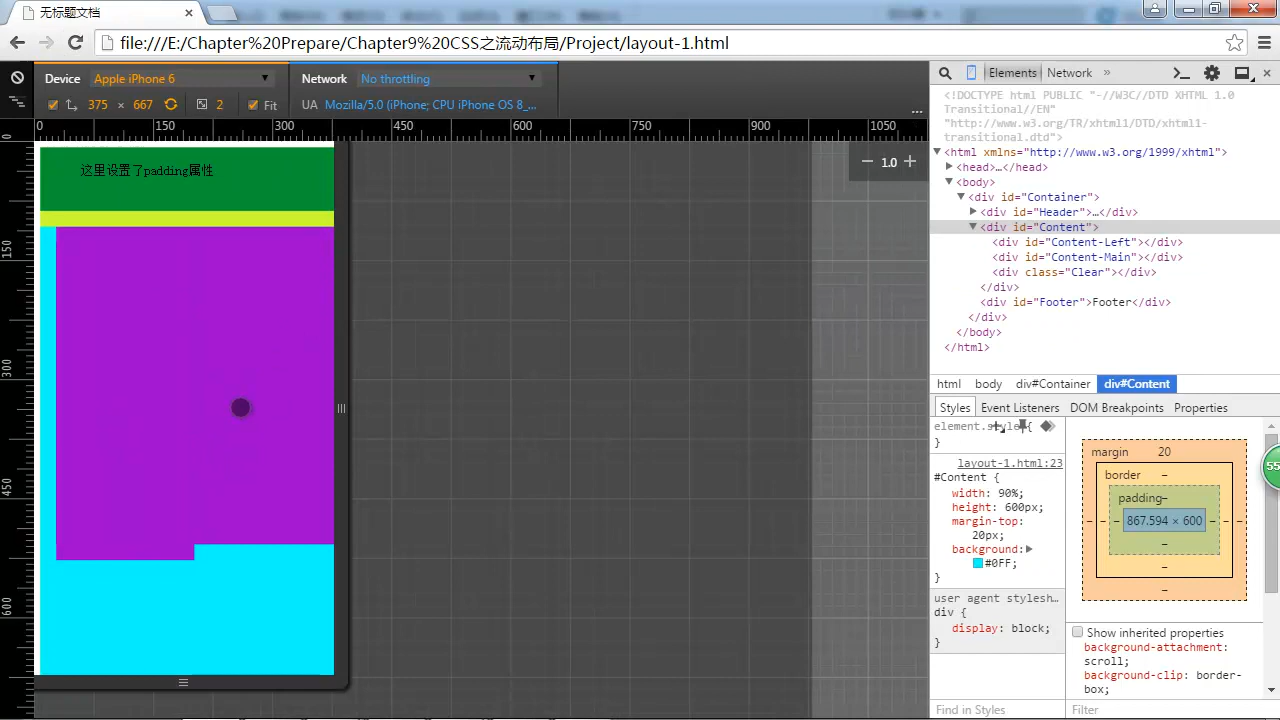 无标题文档
file:///E:/Chapter%20Prepare/Chapter9%20CSS之流动布局/Project/layout-1.html
Device Apple iPhone 6 Network No throttling
375 × 667 2 Fit UA Mozilla/5.0 (iPhone; CPU iPhone OS 8_...
0 150 300 450 600 750 900 1050
0
150
300
450
600
这里设置了padding属性
1.0
Elements Network »
<!DOCTYPE html PUBLIC "-//W3C//DTD XHTML 1.0
Transitional//EN"
"http://www.w3.org/TR/xhtml1/DTD/xhtml1-
transitional.dtd">
<html xmlns="http://www.w3.org/1999/xhtml">
<head>…</head>
<body>
<div id="Container">
<div id="Header">…</div>
<div id="Content">
<div id="Content-Left"></div>
<div id="Content-Main"></div>
<div class="Clear"></div>
</div>
<div id="Footer">Footer</div>
</div>
</body>
</html>
html body div#Container div#Content
Styles Event Listeners DOM Breakpoints Properties
element.style {
}
layout-1.html:23
#Content {
width: 90%;
height: 600px;
margin-top:
20px;
background:
#0FF;
}
user agent stylesh…
div {
display: block;
}
Find in Styles
margin 20
border –
padding –
– – – 867.594 × 600 – – –
–
–
–
Show inherited properties
background-attachment:
scroll;
background-clip: border-
box;
Filter
55